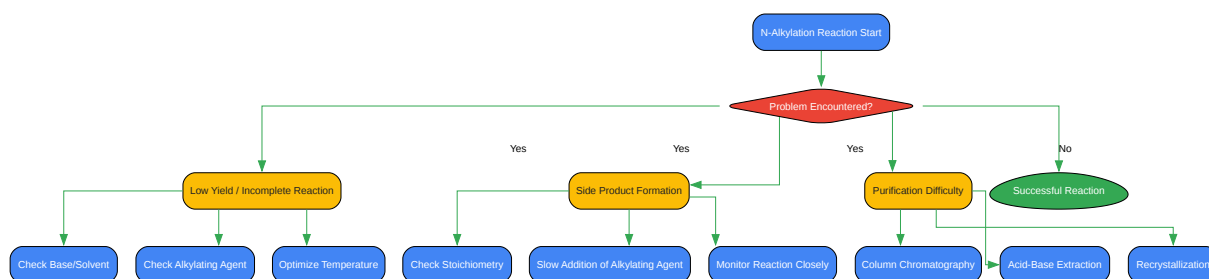 N-Alkylation Reaction Start
Problem Encountered?
Yes
Yes
Yes
No
Low Yield / Incomplete Reaction
Side Product Formation
Purification Difficulty
Successful Reaction
Check Base/Solvent
Check Alkylating Agent
Optimize Temperature
Check Stoichiometry
Slow Addition of Alkylating Agent
Monitor Reaction Closely
Column Chromatography
Acid-Base Extraction
Recrystallization